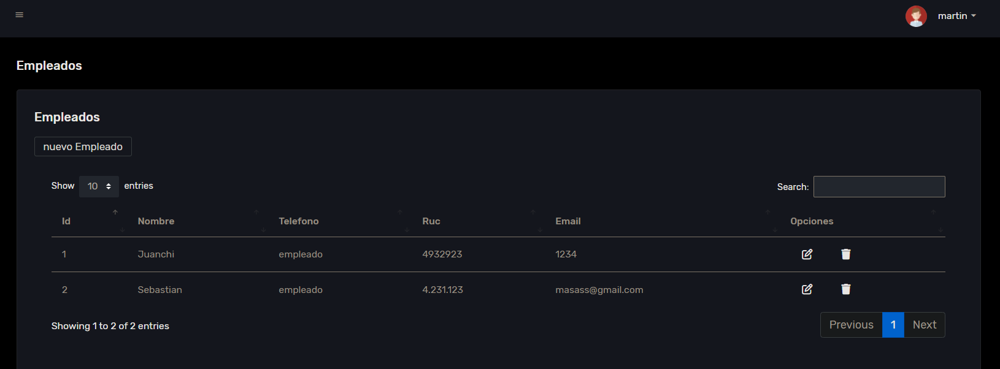 martin
Empleados
Empleados
nuevo Empleado
Show 10 entries Search:
Id Nombre Telefono Ruc Email Opciones
1 Juanchi empleado 4932923 1234
2 Sebastian empleado 4.231.123 masass@gmail.com
Showing 1 to 2 of 2 entries Previous 1 Next